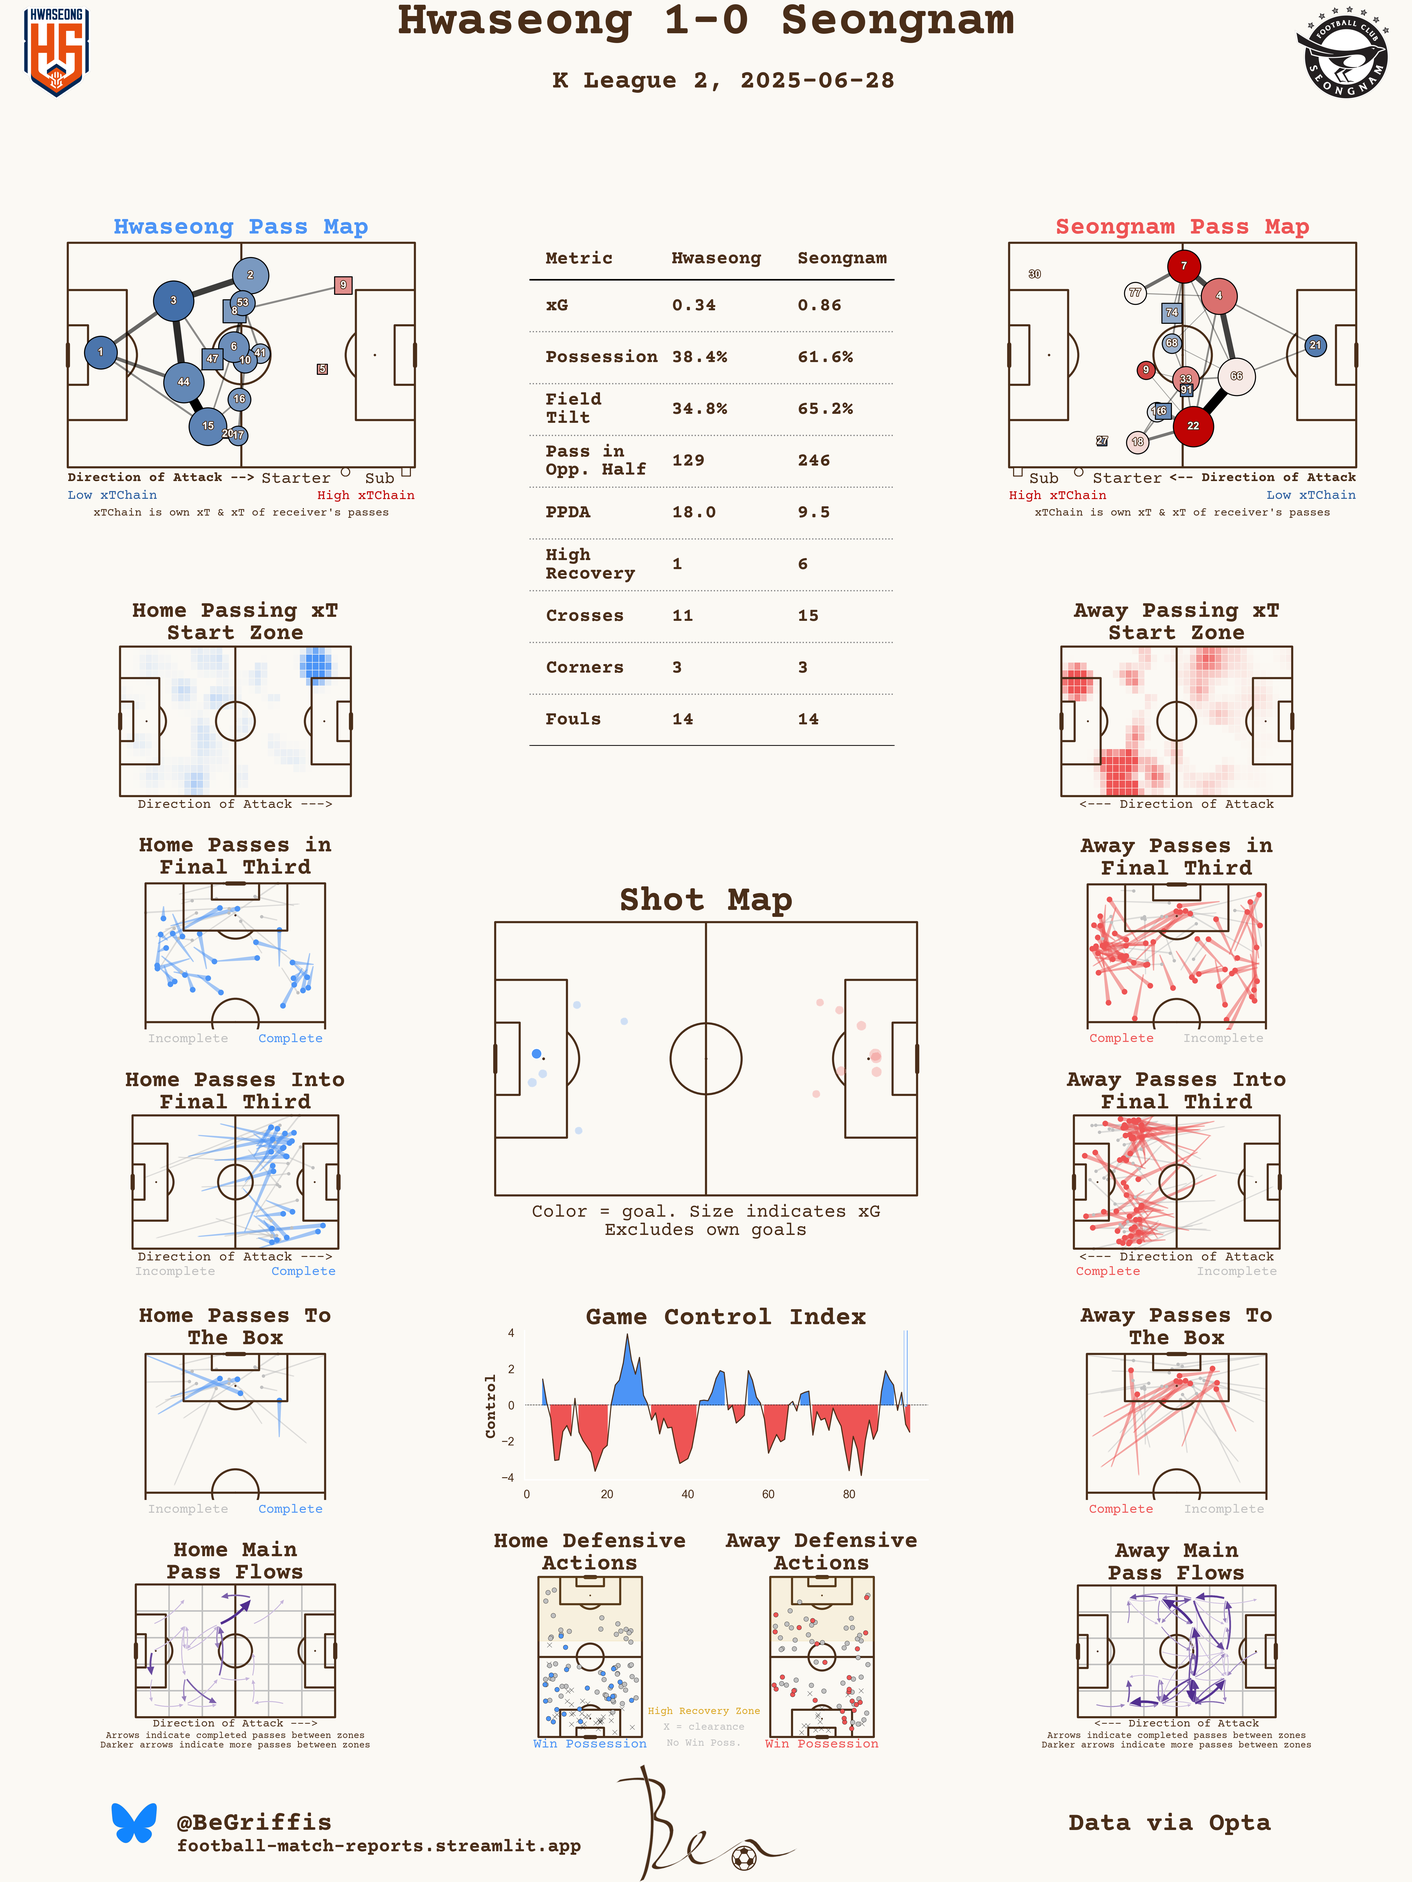 Hwaseong 1-0 Seongnam
K League 2, 2025-06-28
HWASEONG
FOOTBALL CLUB
SEONGNAM
Hwaseong Pass Map
1
3
2
53
8
9
6
41
10
47
5
44
16
15
20
17
Direction of Attack --> Starter Sub
Low xTChain High xTChain
xTChain is own xT & xT of receiver's passes
Metric Hwaseong Seongnam
xG 0.34 0.86
Possession 38.4% 61.6%
Field
Tilt 34.8% 65.2%
Pass in
Opp. Half 129 246
PPDA 18.0 9.5
High
Recovery 1 6
Crosses 11 15
Corners 3 3
Fouls 14 14
Seongnam Pass Map
30
7
77
4
74
68
21
9
33
66
91
6
22
27
18
Sub Starter <-- Direction of Attack
High xTChain Low xTChain
xTChain is own xT & xT of receiver's passes
Home Passing xT
Start Zone
Direction of Attack --->
Away Passing xT
Start Zone
<--- Direction of Attack
Home Passes in
Final Third
Incomplete Complete
Away Passes in
Final Third
Complete Incomplete
Shot Map
Color = goal. Size indicates xG
Excludes own goals
Home Passes Into
Final Third
Direction of Attack --->
Incomplete Complete
Away Passes Into
Final Third
<--- Direction of Attack
Complete Incomplete
Home Passes To
The Box
Incomplete Complete
Game Control Index
Control
4
2
0
−2
−4
0 20 40 60 80
Away Passes To
The Box
Complete Incomplete
Home Main
Pass Flows
Direction of Attack --->
Arrows indicate completed passes between zones
Darker arrows indicate more passes between zones
Home Defensive
Actions
Win Possession
Away Defensive
Actions
Win Possession
High Recovery Zone
X = clearance
No Win Poss.
Away Main
Pass Flows
<--- Direction of Attack
Arrows indicate completed passes between zones
Darker arrows indicate more passes between zones
@BeGriffis
football-match-reports.streamlit.app
Ben
Data via Opta